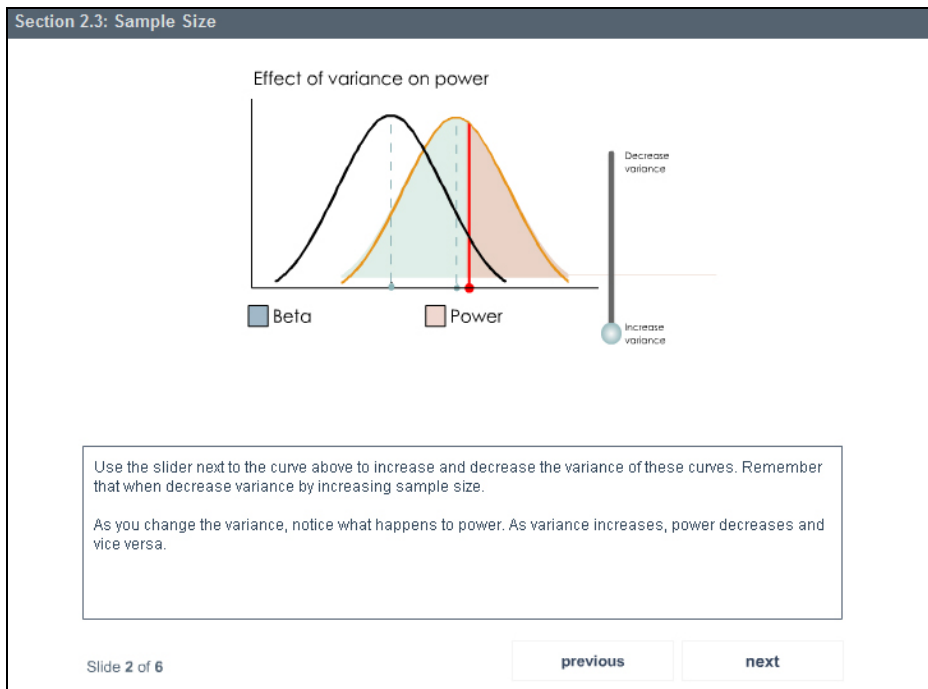 Section 2.3: Sample Size
Effect of variance on power
Decrease
variance
Beta
Power
Increase
variance
Use the slider next to the curve above to increase and decrease the variance of these curves. Remember
that when decrease variance by increasing sample size.
As you change the variance, notice what happens to power. As variance increases, power decreases and
vice versa.
Slide 2 of 6
previous
next